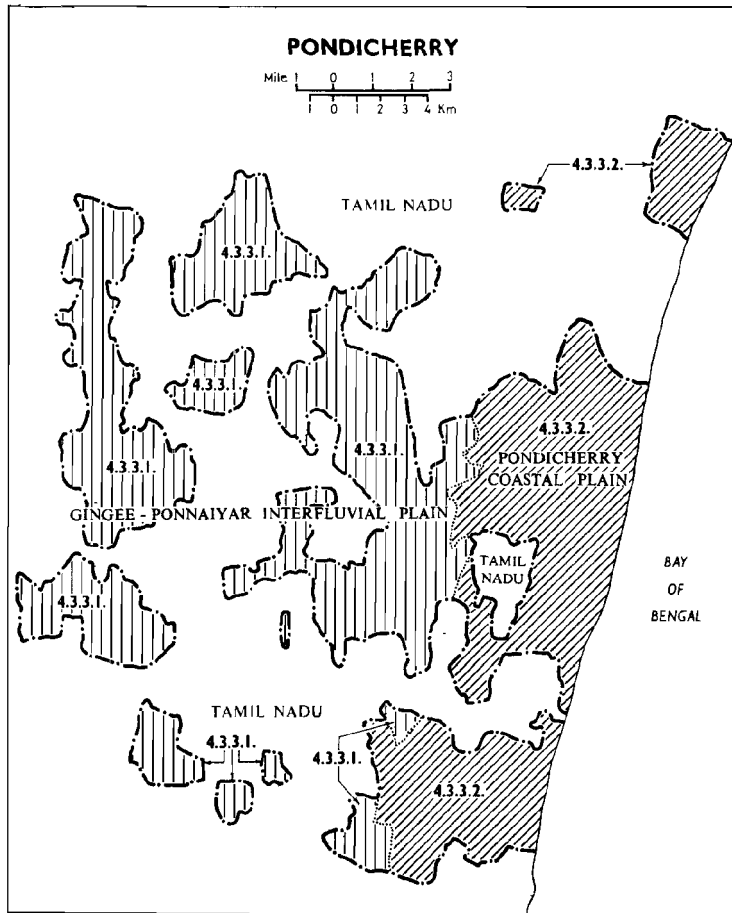 PONDICHERRY
Mile 1 0 1 2 3
1 0 1 2 3 4 Km
4.3.3.2.
TAMIL NADU
4.3.3.1.
4.3.3.1.
4.3.3.2.
4.3.3.1.
PONDICHERRY
COASTAL PLAIN
4.3.3.1.
GINGEE - PONNAIYAR INTERFLUVIAL PLAIN
TAMIL
NADU
BAY
OF
BENGAL
4.3.3.1.
TAMIL NADU
4.3.3.1.
4.3.3.1.
4.3.3.2.